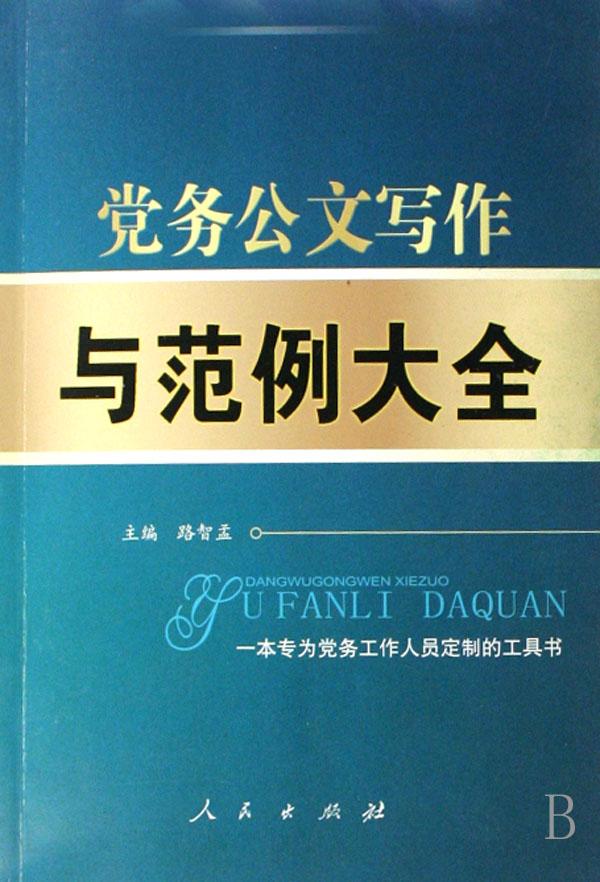 党务公文写作
与范例大全
主编 路智孟
DANGWUGONGWEN XIEZUO
YU FANLI DAQUAN
一本专为党务工作人员定制的工具书
人民出版社
B